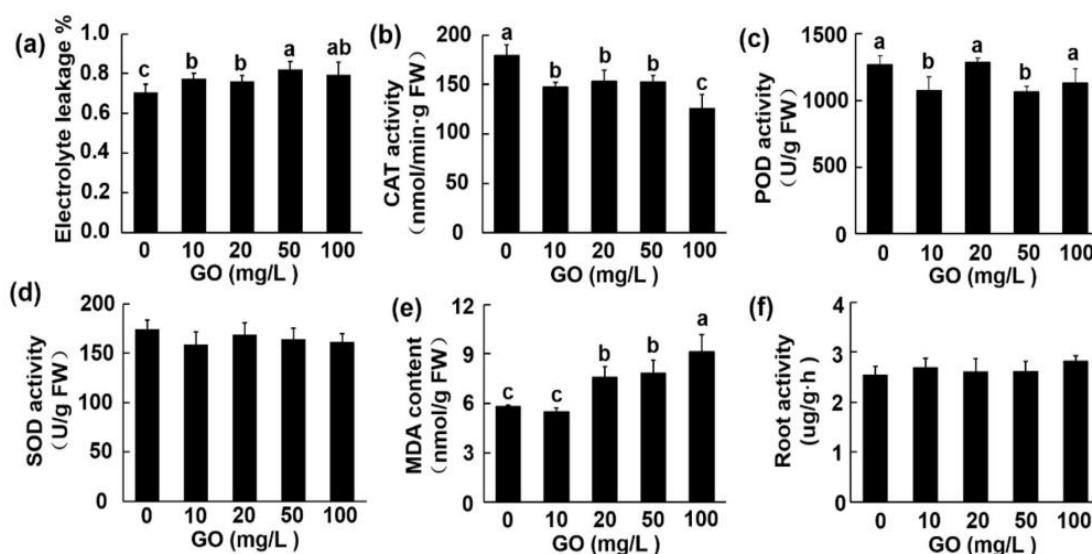 (a)
Electrolyte leakage %
1.0
0.8
0.6
0.4
0.2
0.0
c
b
b
a
ab
0 10 20 50 100
GO (mg/L )
(b)
CAT activity
（nmol/min·g FW）
200
150
100
50
0
a
b
b
b
c
0 10 20 50 100
GO (mg/L )
(c)
POD activity
（U/g FW）
1500
1000
500
0
a
b
a
b
a
0 10 20 50 100
GO (mg/L )
(d)
SOD activity
（U/g FW）
200
150
100
50
0
0 10 20 50 100
GO (mg/L )
(e)
MDA content
（nmol/g FW）
12
9
6
3
0
c
c
b
b
a
0 10 20 50 100
GO (mg/L )
(f)
Root activity
(ug/g·h)
4
3
2
1
0
0 10 20 50 100
GO (mg/L )